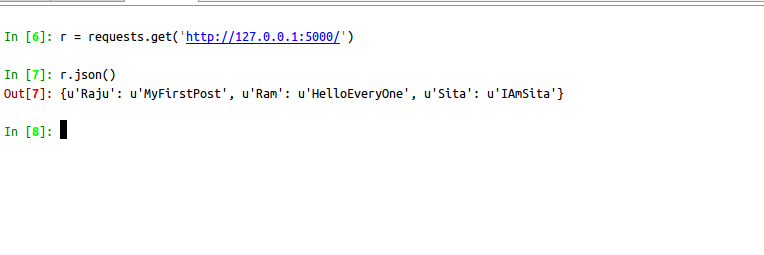 In [6]: r = requests.get('http://127.0.0.1:5000/')
In [7]: r.json()
Out[7]: {u'Raju': u'MyFirstPost', u'Ram': u'HelloEveryOne', u'Sita': u'IAmSita'}
In [8]: